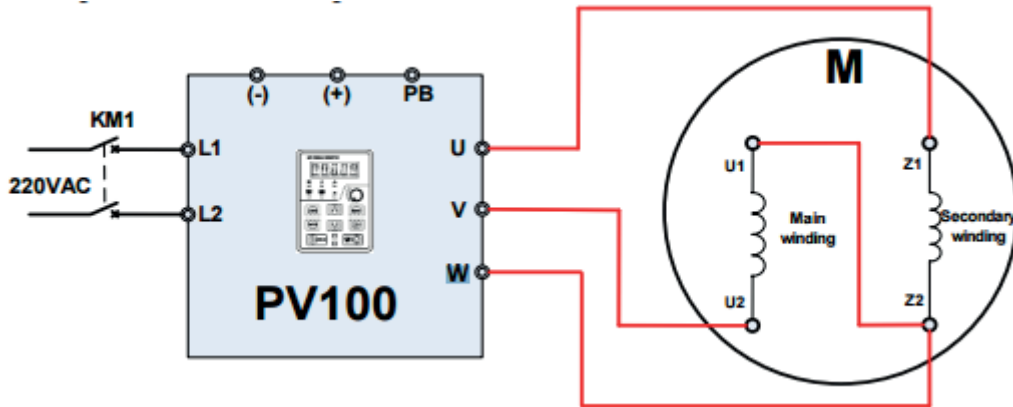 M
(-)
(+)
PB
KM1
L1
U
U1
Z1
220VAC
L2
V
Main
winding
Secondary
winding
W
PV100
U2
Z2